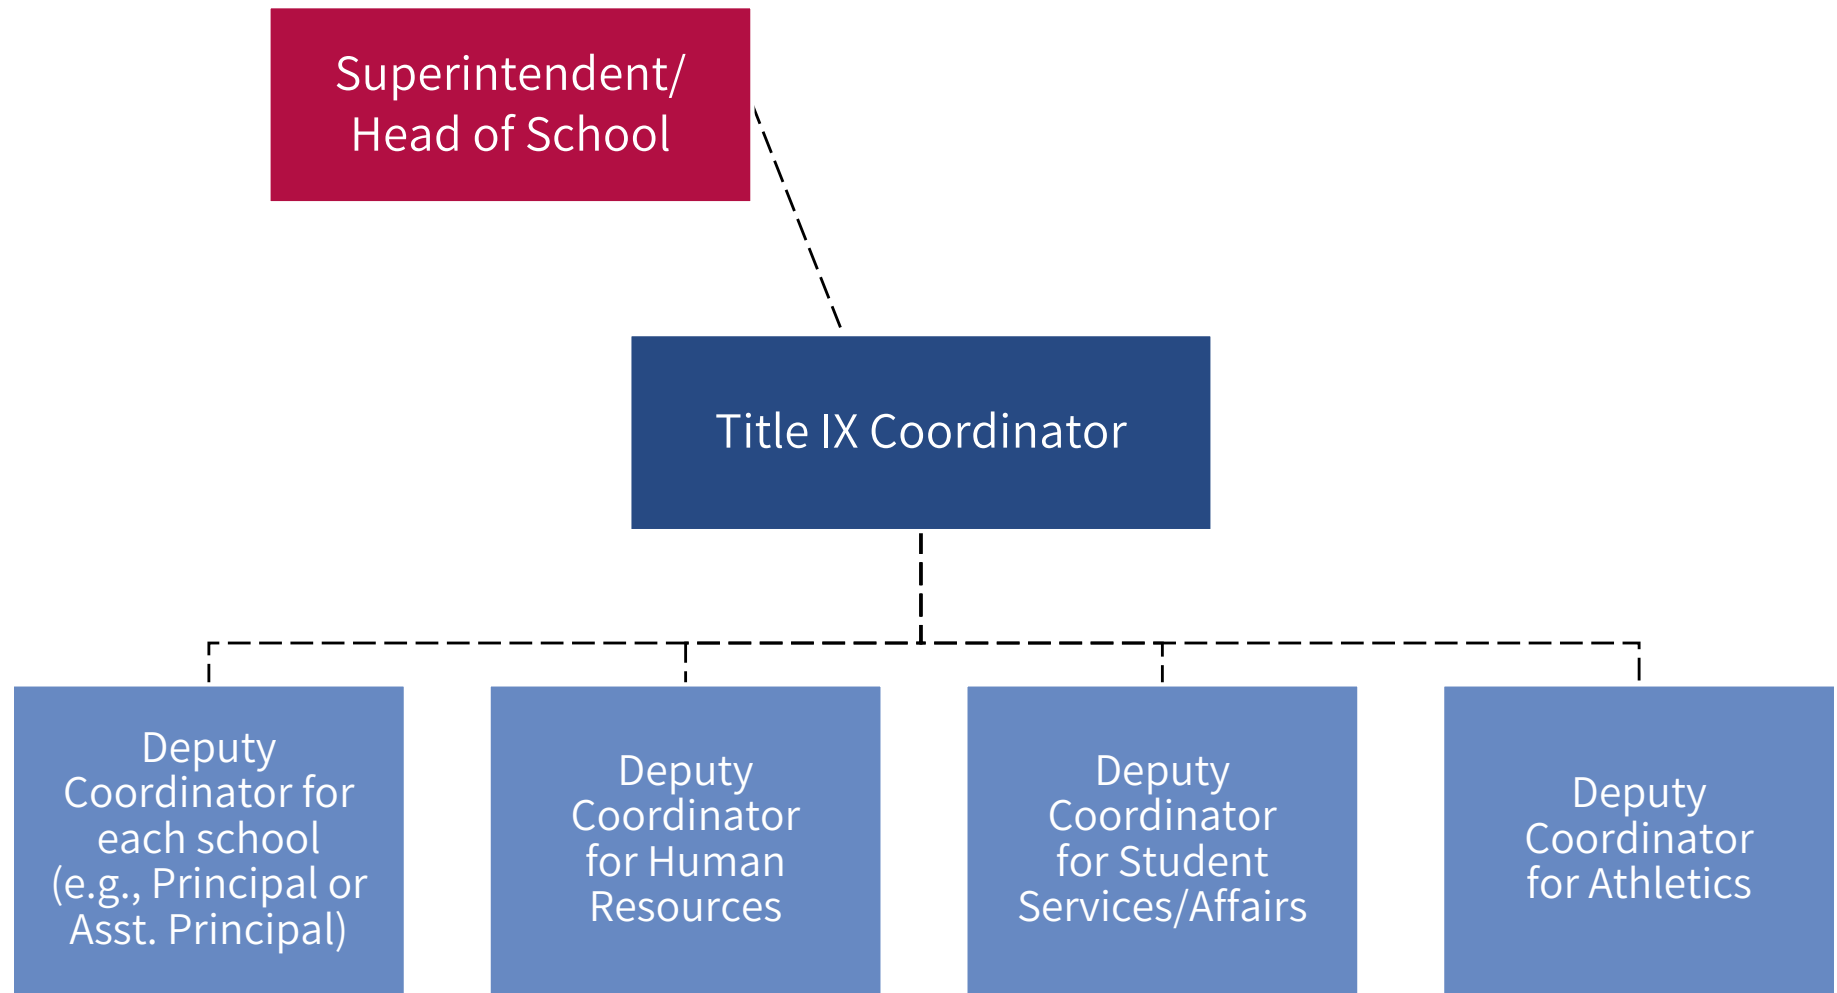 Superintendent/
Head of School
Title IX Coordinator
Deputy
Coordinator for
each school
(e.g., Principal or
Asst. Principal)
Deputy
Coordinator
for Human
Resources
Deputy
Coordinator
for Student
Services/Affairs
Deputy
Coordinator
for Athletics